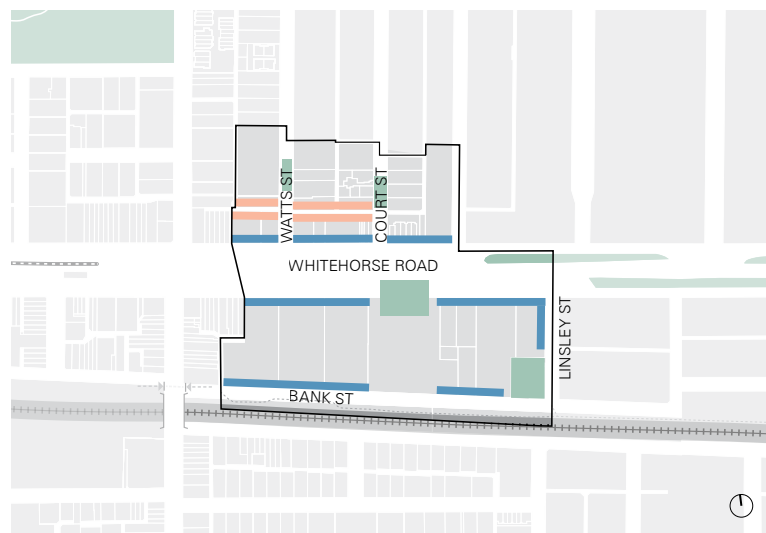 WATTS ST
COURT ST
WHITEHORSE ROAD
LINSLEY ST
BANK ST